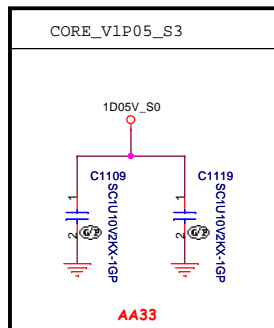 CORE_V1P05_S3
1D05V_S0
C1109
SC1U10V2KX-1GP
1
2
G/P
C1119
SC1U10V2KX-1GP
1
2
G/P
AA33